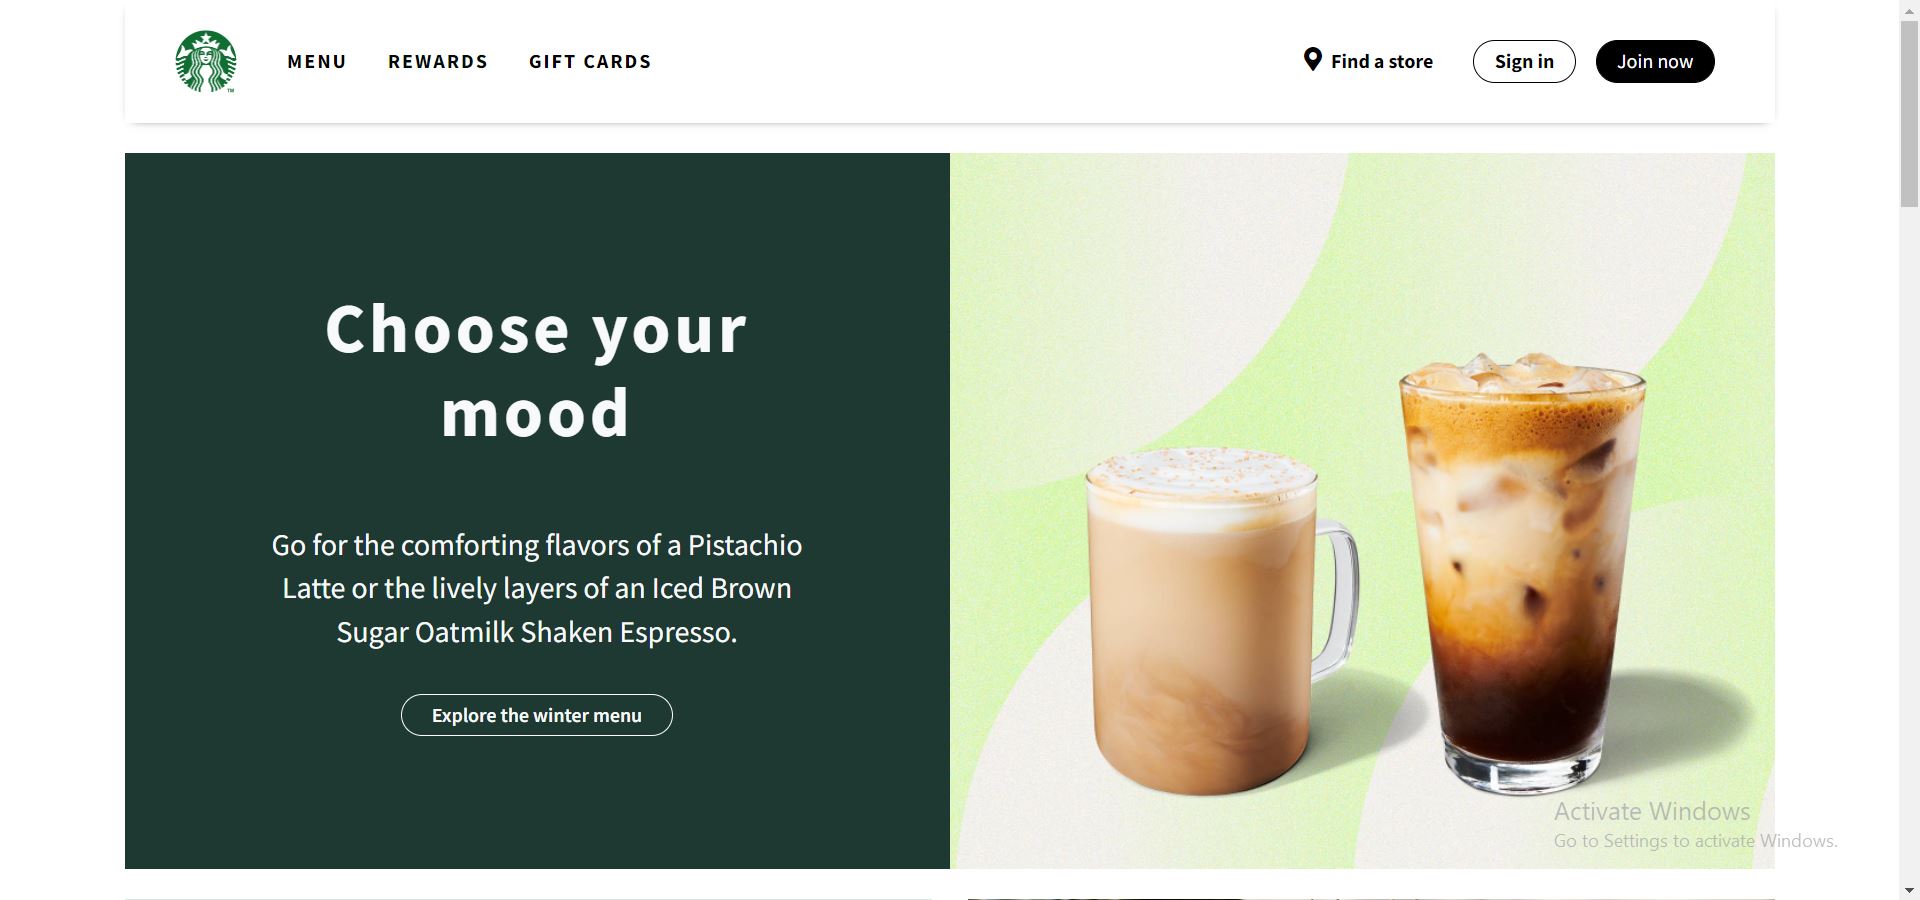 MENU REWARDS GIFT CARDS Find a store Sign in Join now
Choose your
mood
Go for the comforting flavors of a Pistachio
Latte or the lively layers of an Iced Brown
Sugar Oatmilk Shaken Espresso.
Explore the winter menu
Activate Windows
Go to Settings to activate Windows.
TM